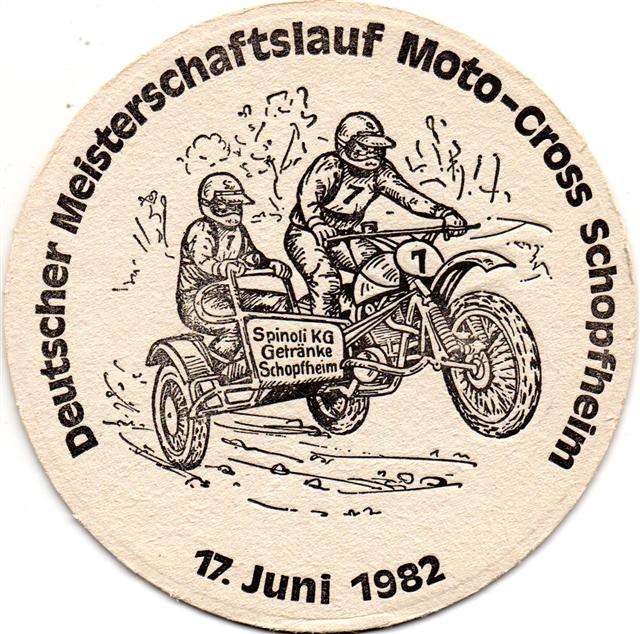 Deutscher Meisterschaftslauf Moto-Cross Schopfheim
7
7
7
Spinoli KG
Getränke
Schopfheim
17. Juni 1982